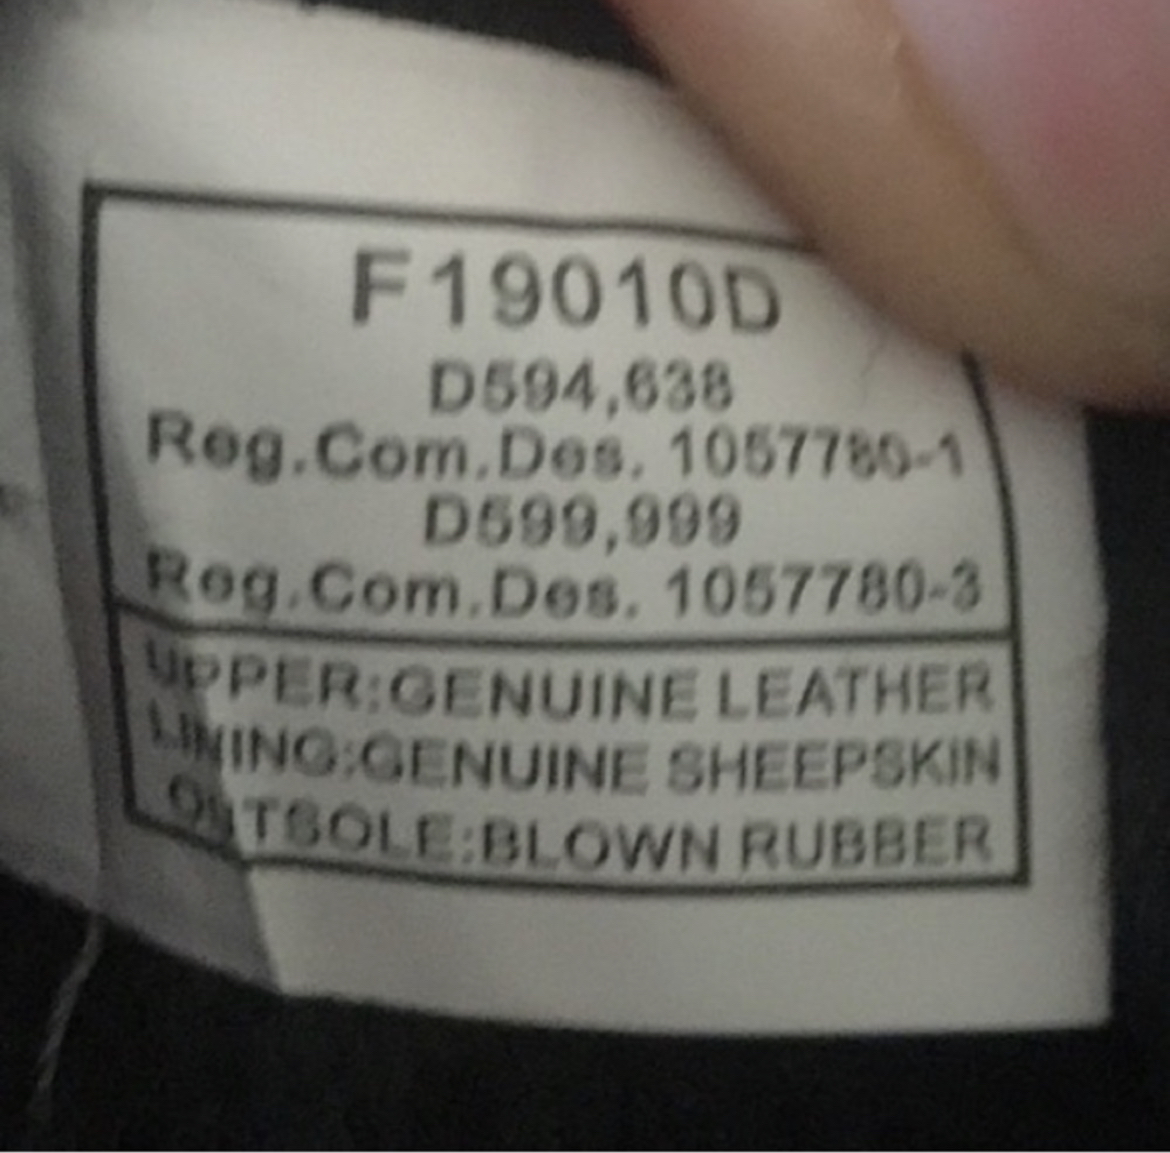 F19010D
D594,638
Reg.Com.Des. 1057780-1
D599,999
Reg.Com.Des. 1057780-3
UPPER:GENUINE LEATHER
LINING:GENUINE SHEEPSKIN
OUTSOLE:BLOWN RUBBER